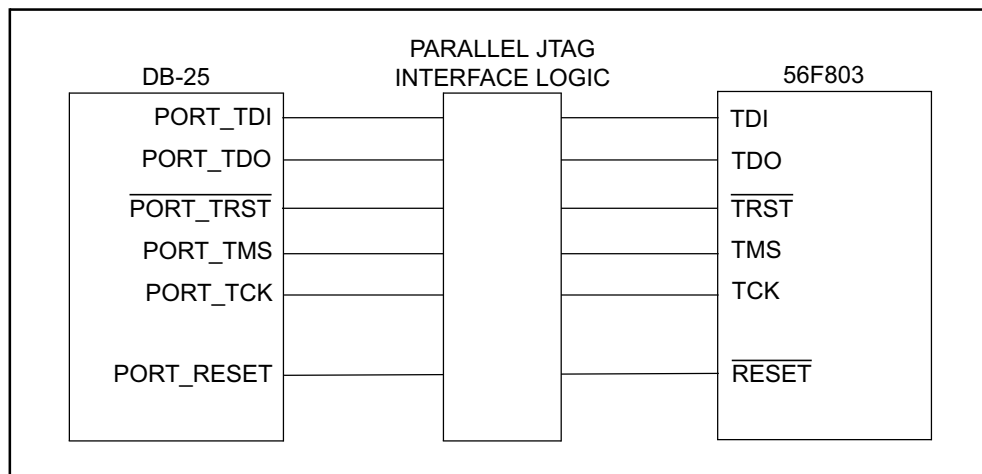 PARALLEL JTAG
INTERFACE LOGIC
DB-25
56F803
PORT_TDI
TDI
PORT_TDO
TDO
PORT_TRST
TRST
PORT_TMS
TMS
PORT_TCK
TCK
PORT_RESET
RESET